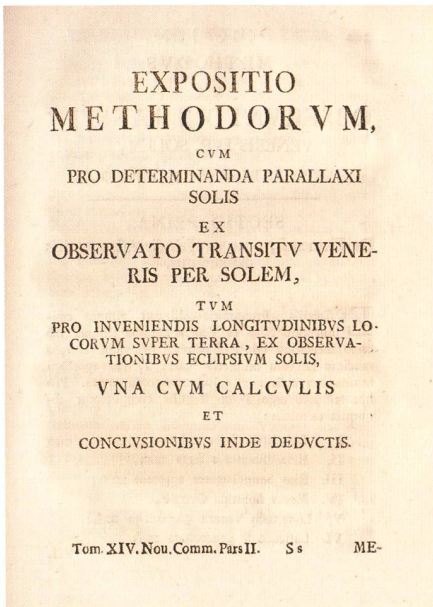 EXPOSITIO
METHODORVM,
CVM
PRO DETERMINANDA PARALLAXI
SOLIS
EX
OBSERVATO TRANSITV VENE-
RIS PER SOLEM,
TVM
PRO INVENIENDIS LONGITVDINIBVS LO-
CORVM SVPER TERRA, EX OBSERVA-
TIONIBVS ECLIPSIVM SOLIS,
VNA CVM CALCVLIS
ET
CONCLVSIONIBVS INDE DEDVCTIS.
Tom. XIV. Nou. Comm. Pars II. S s ME-